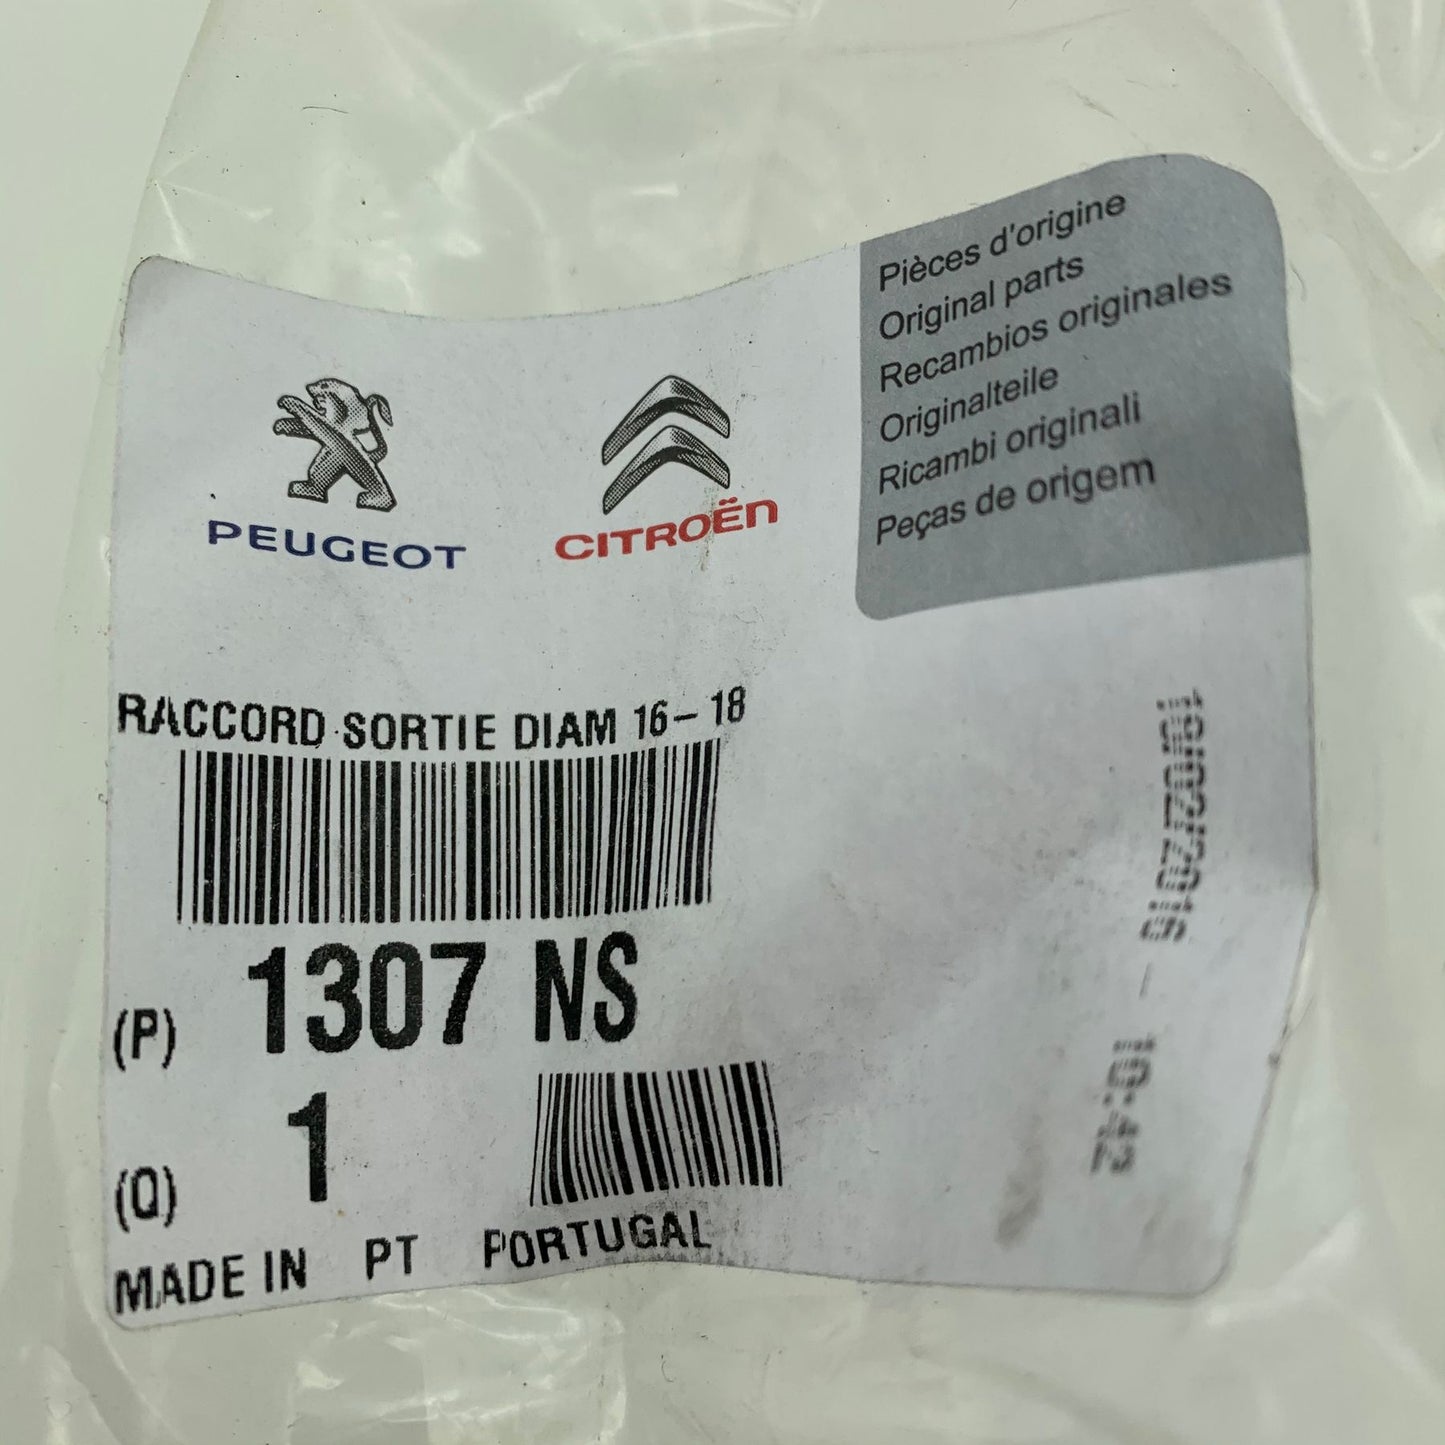 PEUGEOT
CITROËN
Pièces d'origine
Original parts
Recambios originales
Originalteile
Ricambi originali
Peças de origem
RACCORD SORTIE DIAM 16-18
(P) 1307 NS
(Q) 1
MADE IN PT PORTUGAL